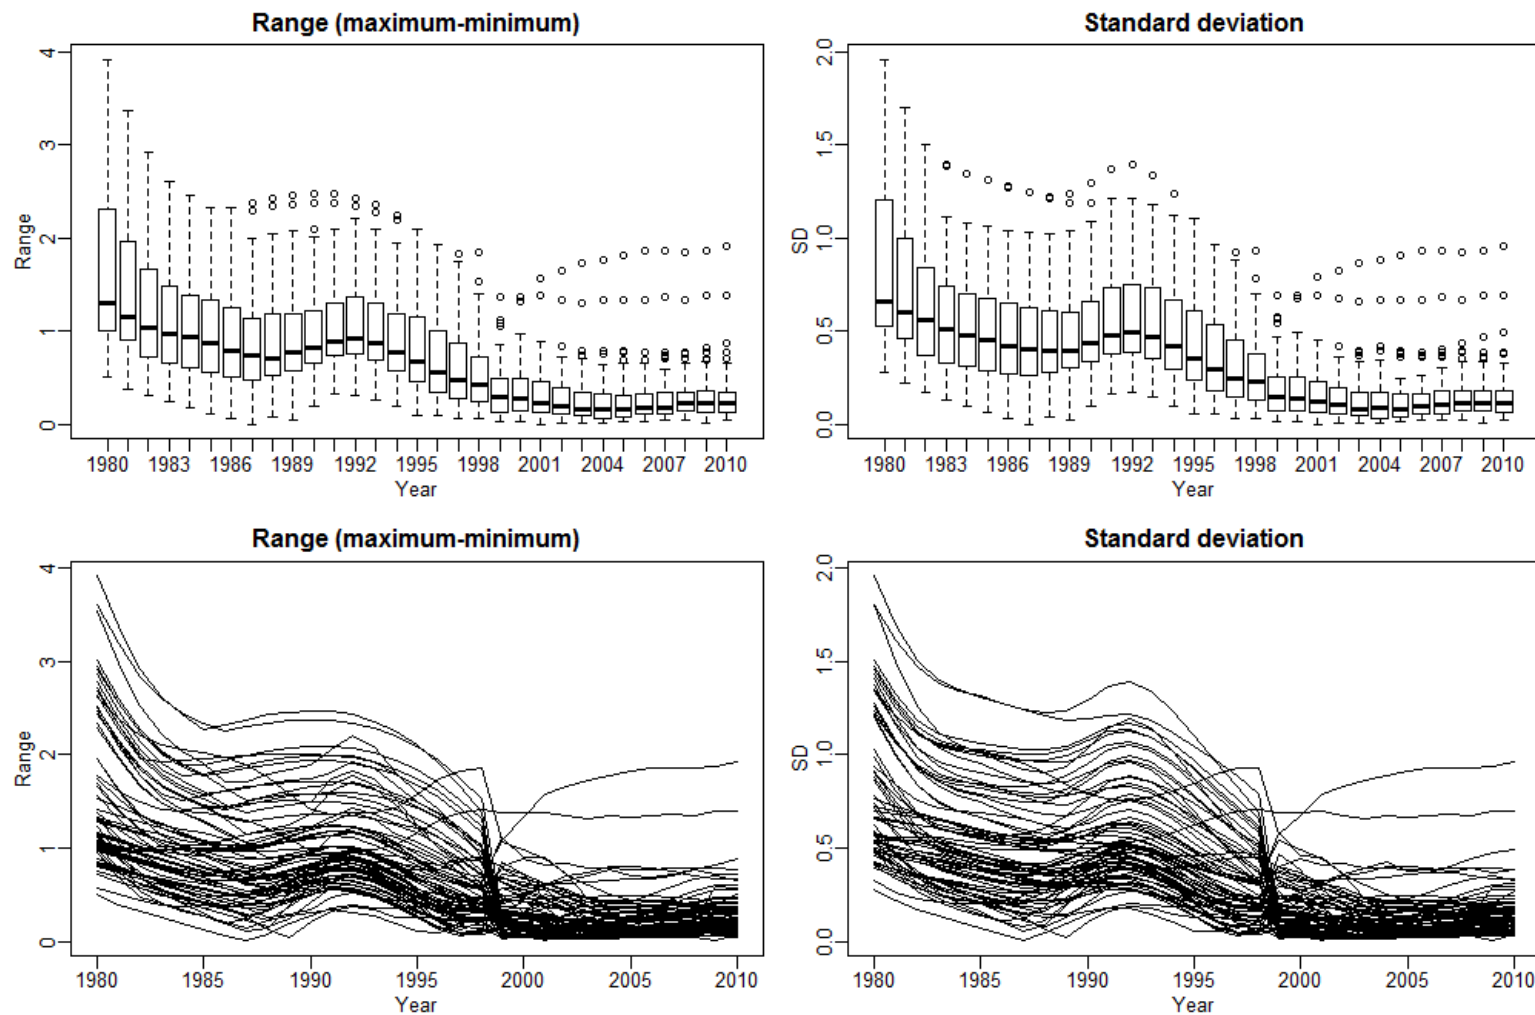 Range (maximum-minimum)
Range
4
3
2
1
0
1980 1983 1986 1989 1992 1995 1998 2001 2004 2007 2010
Year
Standard deviation
SD
2.0
1.5
1.0
0.5
0.0
1980 1983 1986 1989 1992 1995 1998 2001 2004 2007 2010
Year
Range (maximum-minimum)
Range
4
3
2
1
0
1980 1985 1990 1995 2000 2005 2010
Year
Standard deviation
SD
2.0
1.5
1.0
0.5
0.0
1980 1985 1990 1995 2000 2005 2010
Year